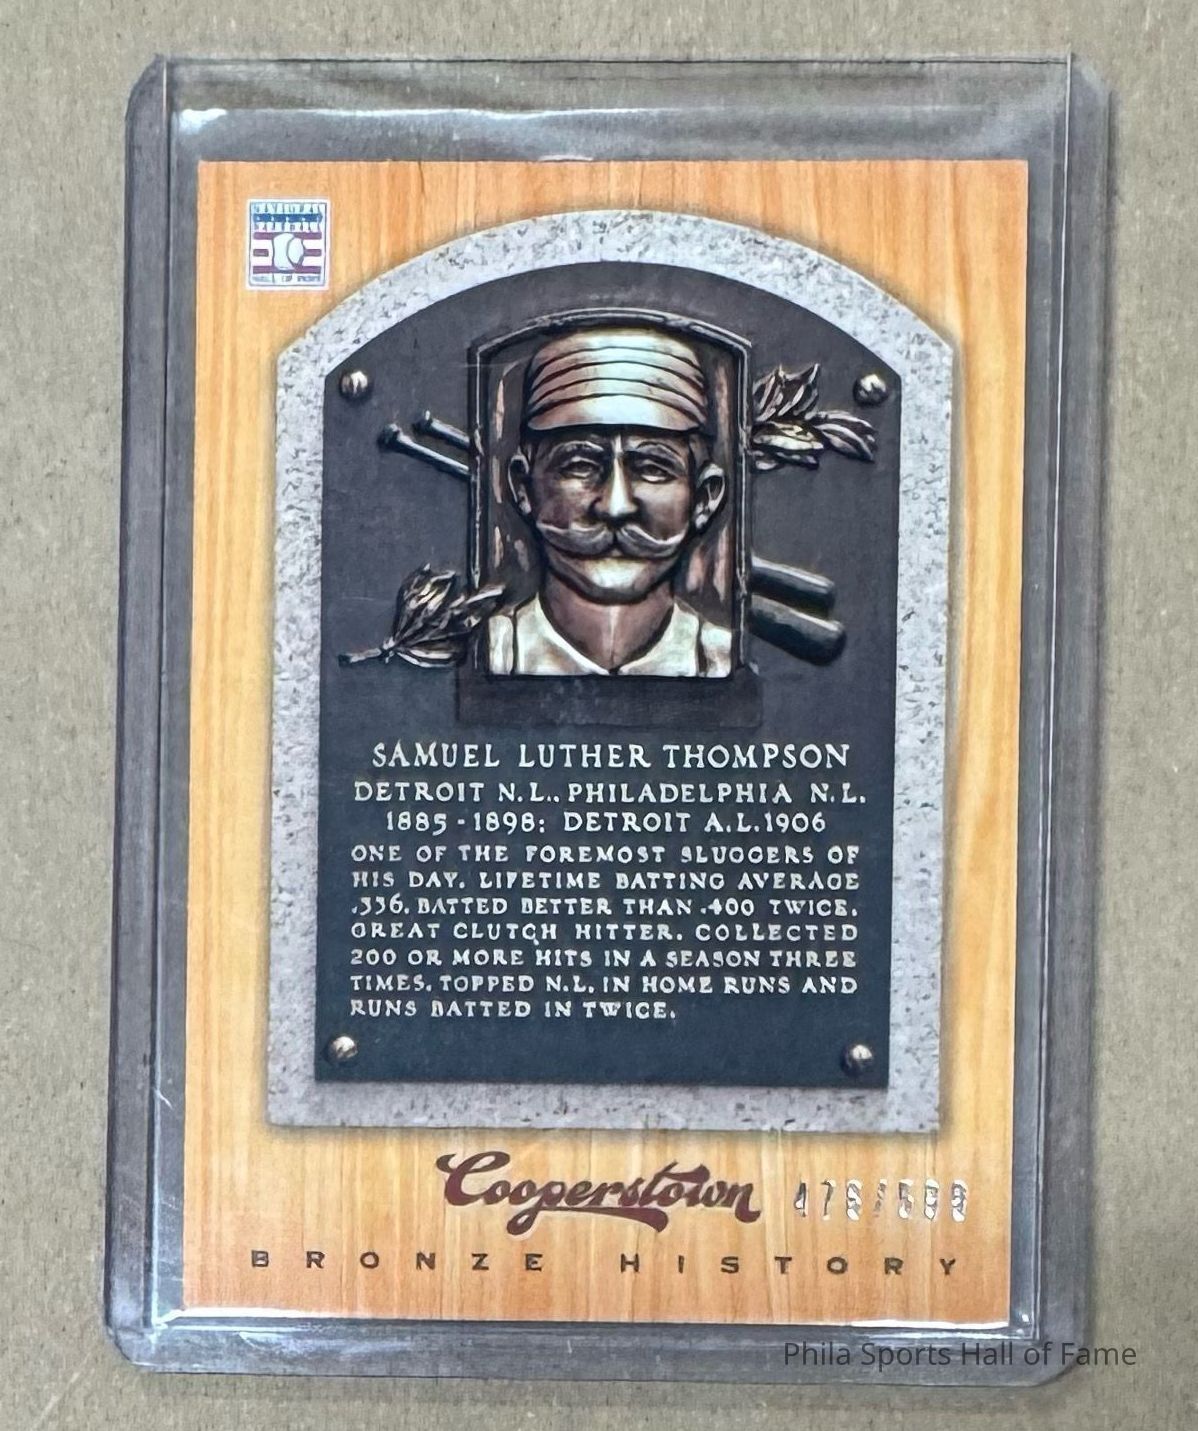 NATIONAL
BASEBALL
SAMUEL LUTHER THOMPSON
DETROIT N.L., PHILADELPHIA N.L.
1885-1898: DETROIT A.L. 1906
ONE OF THE FOREMOST SLUGGERS OF
HIS DAY. LIFETIME BATTING AVERAGE
.336. BATTED BETTER THAN .400 TWICE.
GREAT CLUTCH HITTER. COLLECTED
200 OR MORE HITS IN A SEASON THREE
TIMES. TOPPED N.L. IN HOME RUNS AND
RUNS BATTED IN TWICE.
Cooperstown
BRONZE HISTORY
Phila Sports Hall of Fame